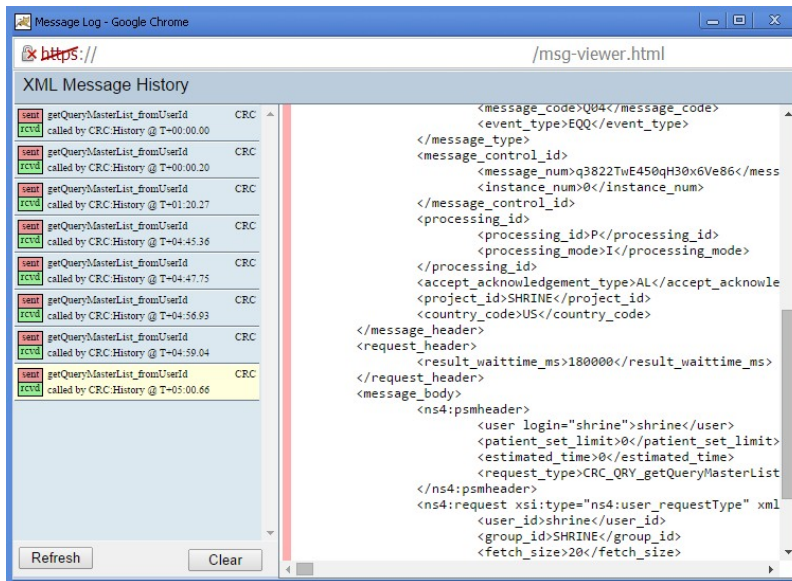 Message Log - Google Chrome
https:// /msg-viewer.html
XML Message History
sent getQueryMasterList_fromUserId CRC
rcvd called by CRC:History @ T+00:00.00
sent getQueryMasterList_fromUserId CRC
rcvd called by CRC:History @ T+00:00.20
sent getQueryMasterList_fromUserId CRC
rcvd called by CRC:History @ T+01:20.27
sent getQueryMasterList_fromUserId CRC
rcvd called by CRC:History @ T+04:45.36
sent getQueryMasterList_fromUserId CRC
rcvd called by CRC:History @ T+04:47.75
sent getQueryMasterList_fromUserId CRC
rcvd called by CRC:History @ T+04:56.93
sent getQueryMasterList_fromUserId CRC
rcvd called by CRC:History @ T+04:59.04
sent getQueryMasterList_fromUserId CRC
rcvd called by CRC:History @ T+05:00.66
Refresh Clear
<message_code>Q04</message_code>
<event_type>EQQ</event_type>
</message_type>
<message_control_id>
<message_num>q3822TwE450qH30x6Ve86</mess
<instance_num>0</instance_num>
</message_control_id>
<processing_id>
<processing_id>P</processing_id>
<processing_mode>I</processing_mode>
</processing_id>
<accept_acknowledgement_type>AL</accept_acknowle
<project_id>SHRINE</project_id>
<country_code>US</country_code>
</message_header>
<request_header>
<result_waittime_ms>180000</result_waittime_ms>
</request_header>
<message_body>
<ns4:psmheader>
<user login="shrine">shrine</user>
<patient_set_limit>0</patient_set_limit>
<estimated_time>0</estimated_time>
<request_type>CRC_QRY_getQueryMasterList
</ns4:psmheader>
<ns4:request xsi:type="ns4:user_requestType" xml
<user_id>shrine</user_id>
<group_id>SHRINE</group_id>
<fetch_size>20</fetch_size>